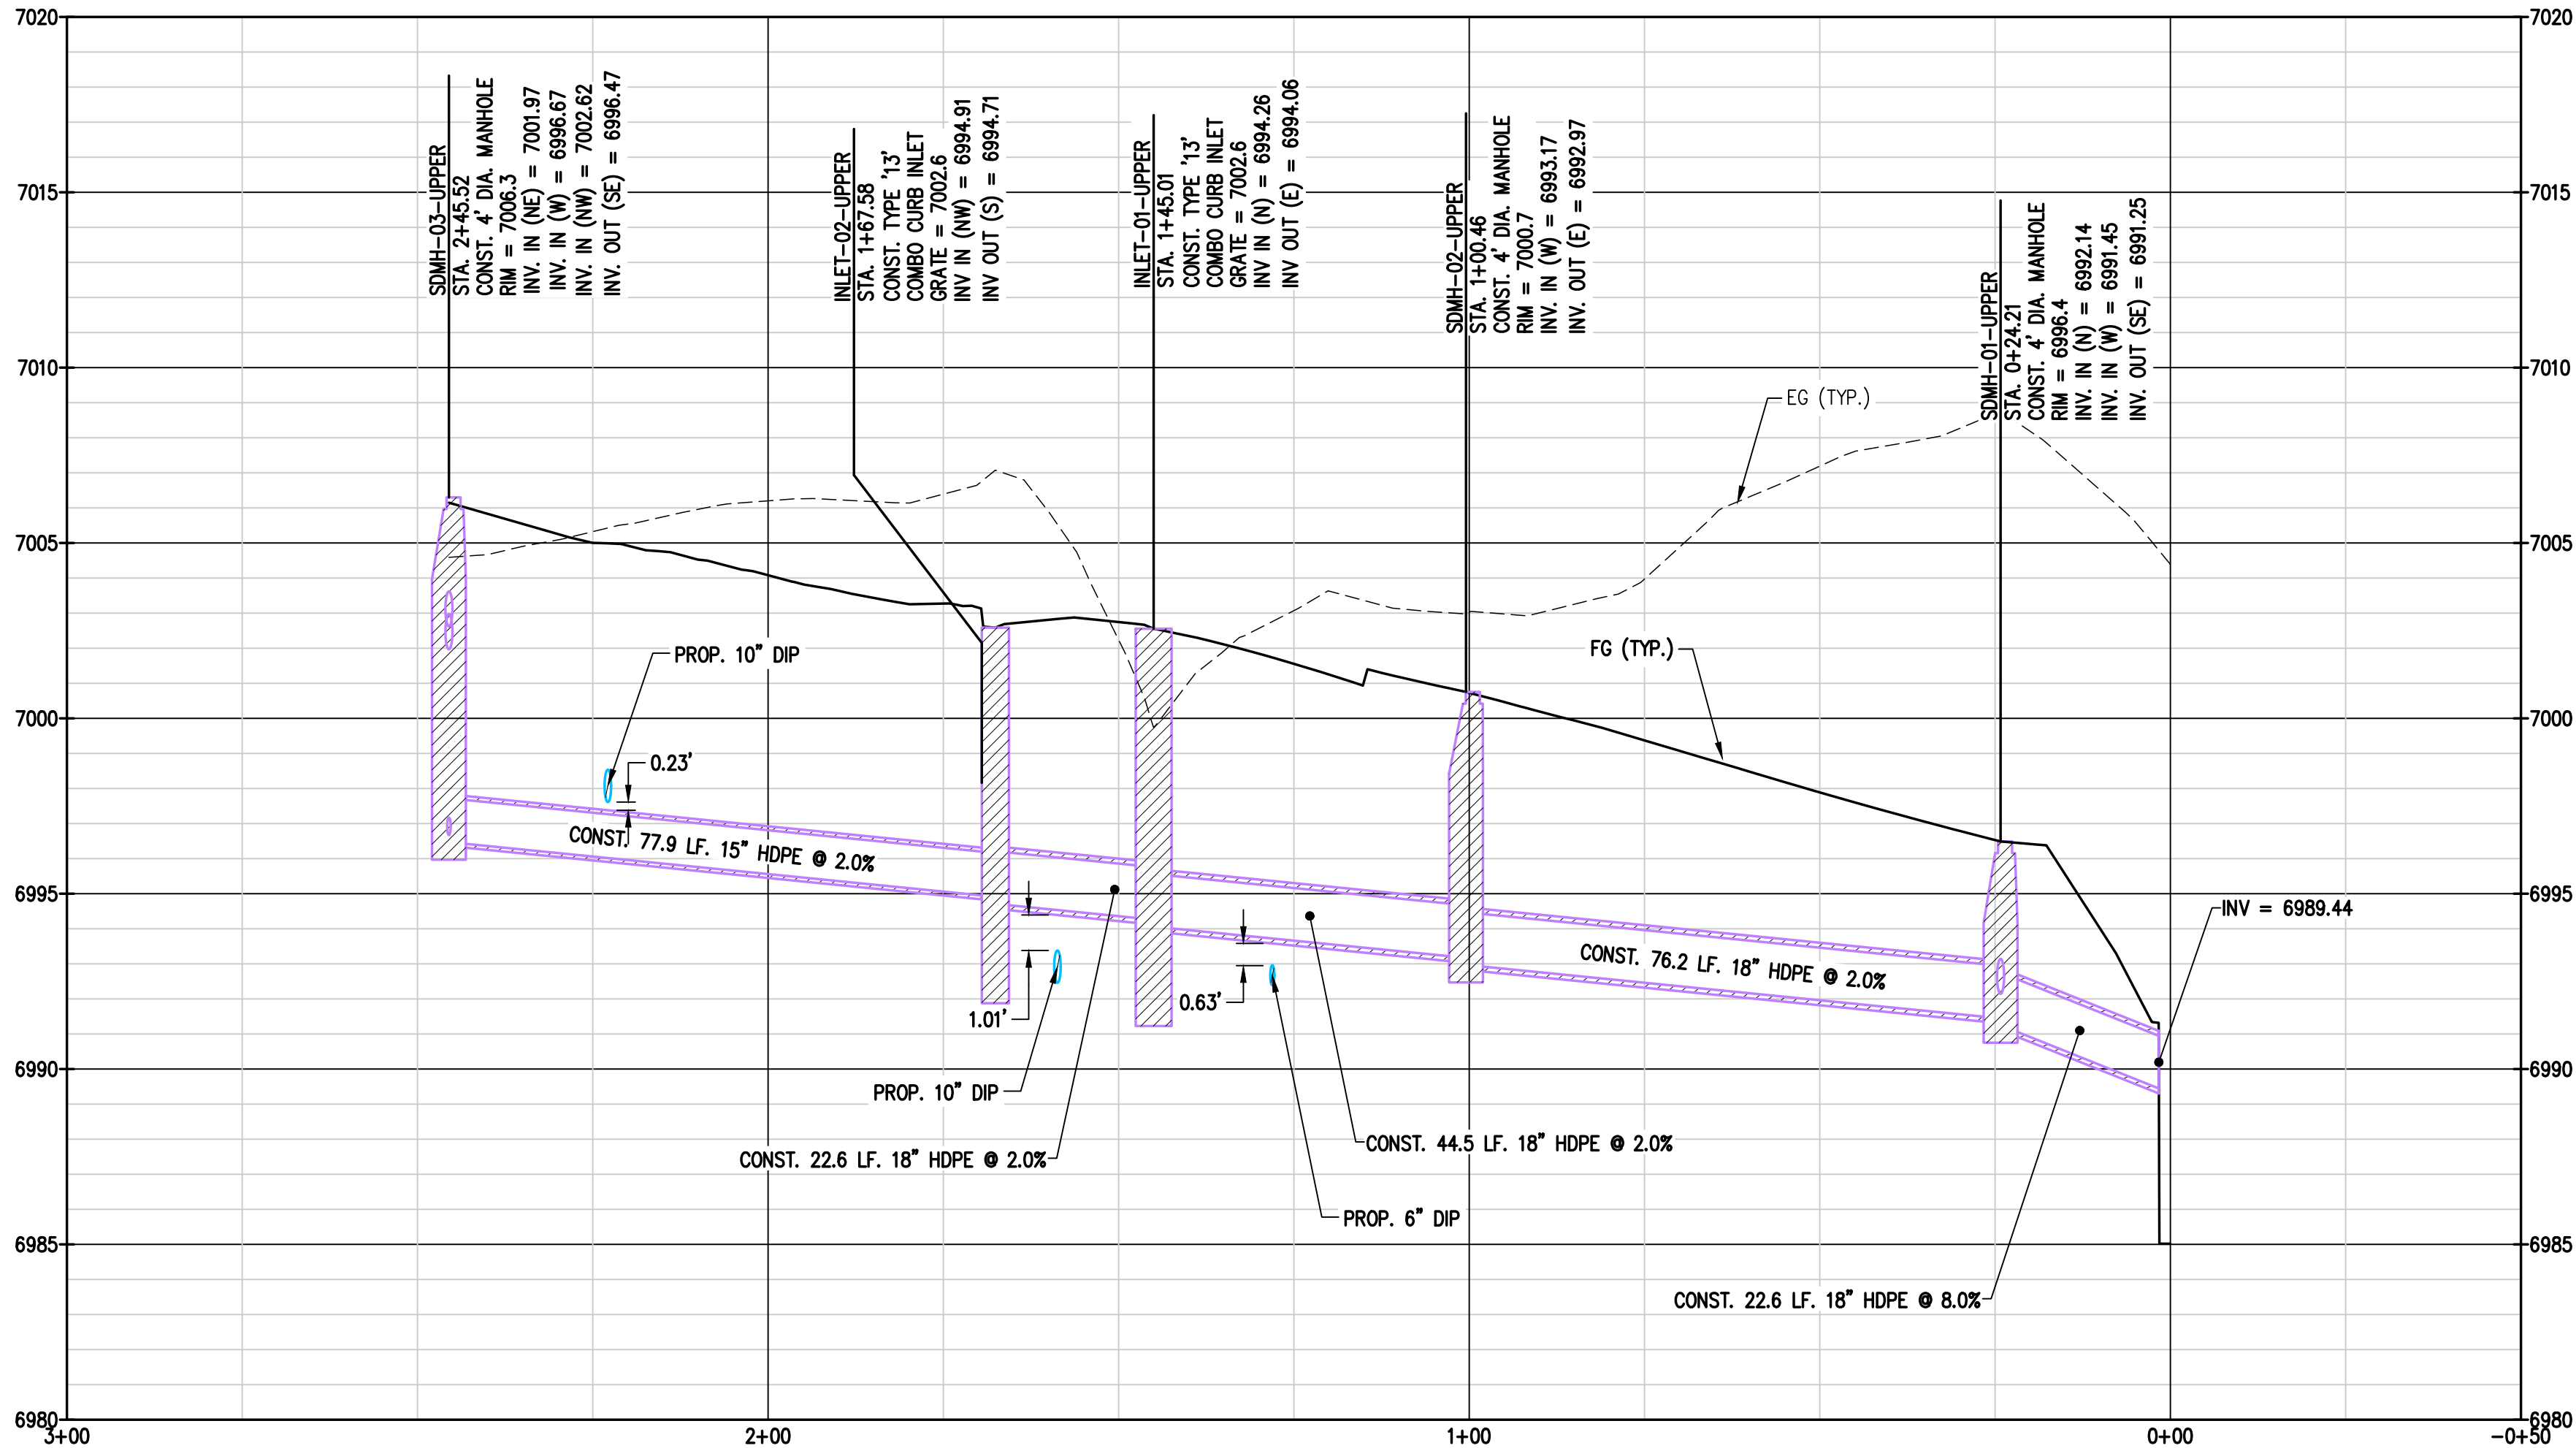 7020
7015
7010
7005
7000
6995
6990
6985
6980
7020
7015
7010
7005
7000
6995
6990
6985
6980
3+00
2+00
1+00
0+00
-0+50
SDMH-03-UPPER
STA. 2+45.52
CONST. 4' DIA. MANHOLE
RIM = 7006.3
INV. IN (NE) = 7001.97
INV. IN (W) = 6996.67
INV. IN (NW) = 7002.62
INV. OUT (SE) = 6996.47
INLET-02-UPPER
STA. 1+67.58
CONST. TYPE '13'
COMBO CURB INLET
GRATE = 7002.6
INV IN (NW) = 6994.91
INV OUT (S) = 6994.71
INLET-01-UPPER
STA. 1+45.01
CONST. TYPE '13'
COMBO CURB INLET
GRATE = 7002.6
INV IN (N) = 6994.26
INV OUT (E) = 6994.06
SDMH-02-UPPER
STA. 1+00.46
CONST. 4' DIA. MANHOLE
RIM = 7000.7
INV. IN (W) = 6993.17
INV. OUT (E) = 6992.97
SDMH-01-UPPER
STA. 0+24.21
CONST. 4' DIA. MANHOLE
RIM = 6996.4
INV. IN (N) = 6992.14
INV. IN (W) = 6991.45
INV. OUT (SE) = 6991.25
EG (TYP.)
FG (TYP.)
PROP. 10" DIP
0.23'
CONST. 77.9 LF. 15" HDPE @ 2.0%
INV = 6989.44
CONST. 76.2 LF. 18" HDPE @ 2.0%
0.63'
1.01'
PROP. 10" DIP
CONST. 44.5 LF. 18" HDPE @ 2.0%
CONST. 22.6 LF. 18" HDPE @ 2.0%
PROP. 6" DIP
CONST. 22.6 LF. 18" HDPE @ 8.0%